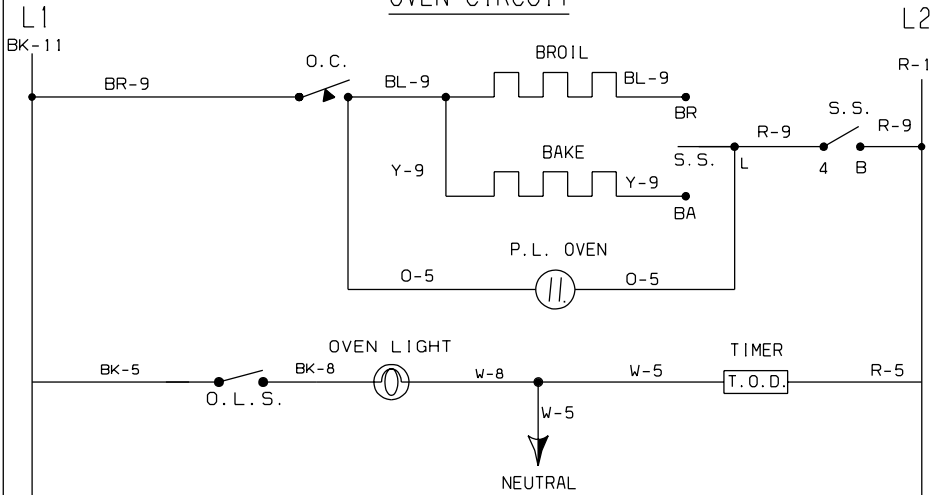 OVEN CIRCUIT
L1
L2
BK-11
R-1
BR-9
O.C.
BL-9
BROIL
BL-9
BR
S.S.
R-9
R-9
Y-9
BAKE
Y-9
S.S.
L
4
B
BA
P.L. OVEN
O-5
O-5
OVEN LIGHT
TIMER
BK-5
BK-8
W-8
W-5
T.O.D.
R-5
O.L.S.
W-5
NEUTRAL